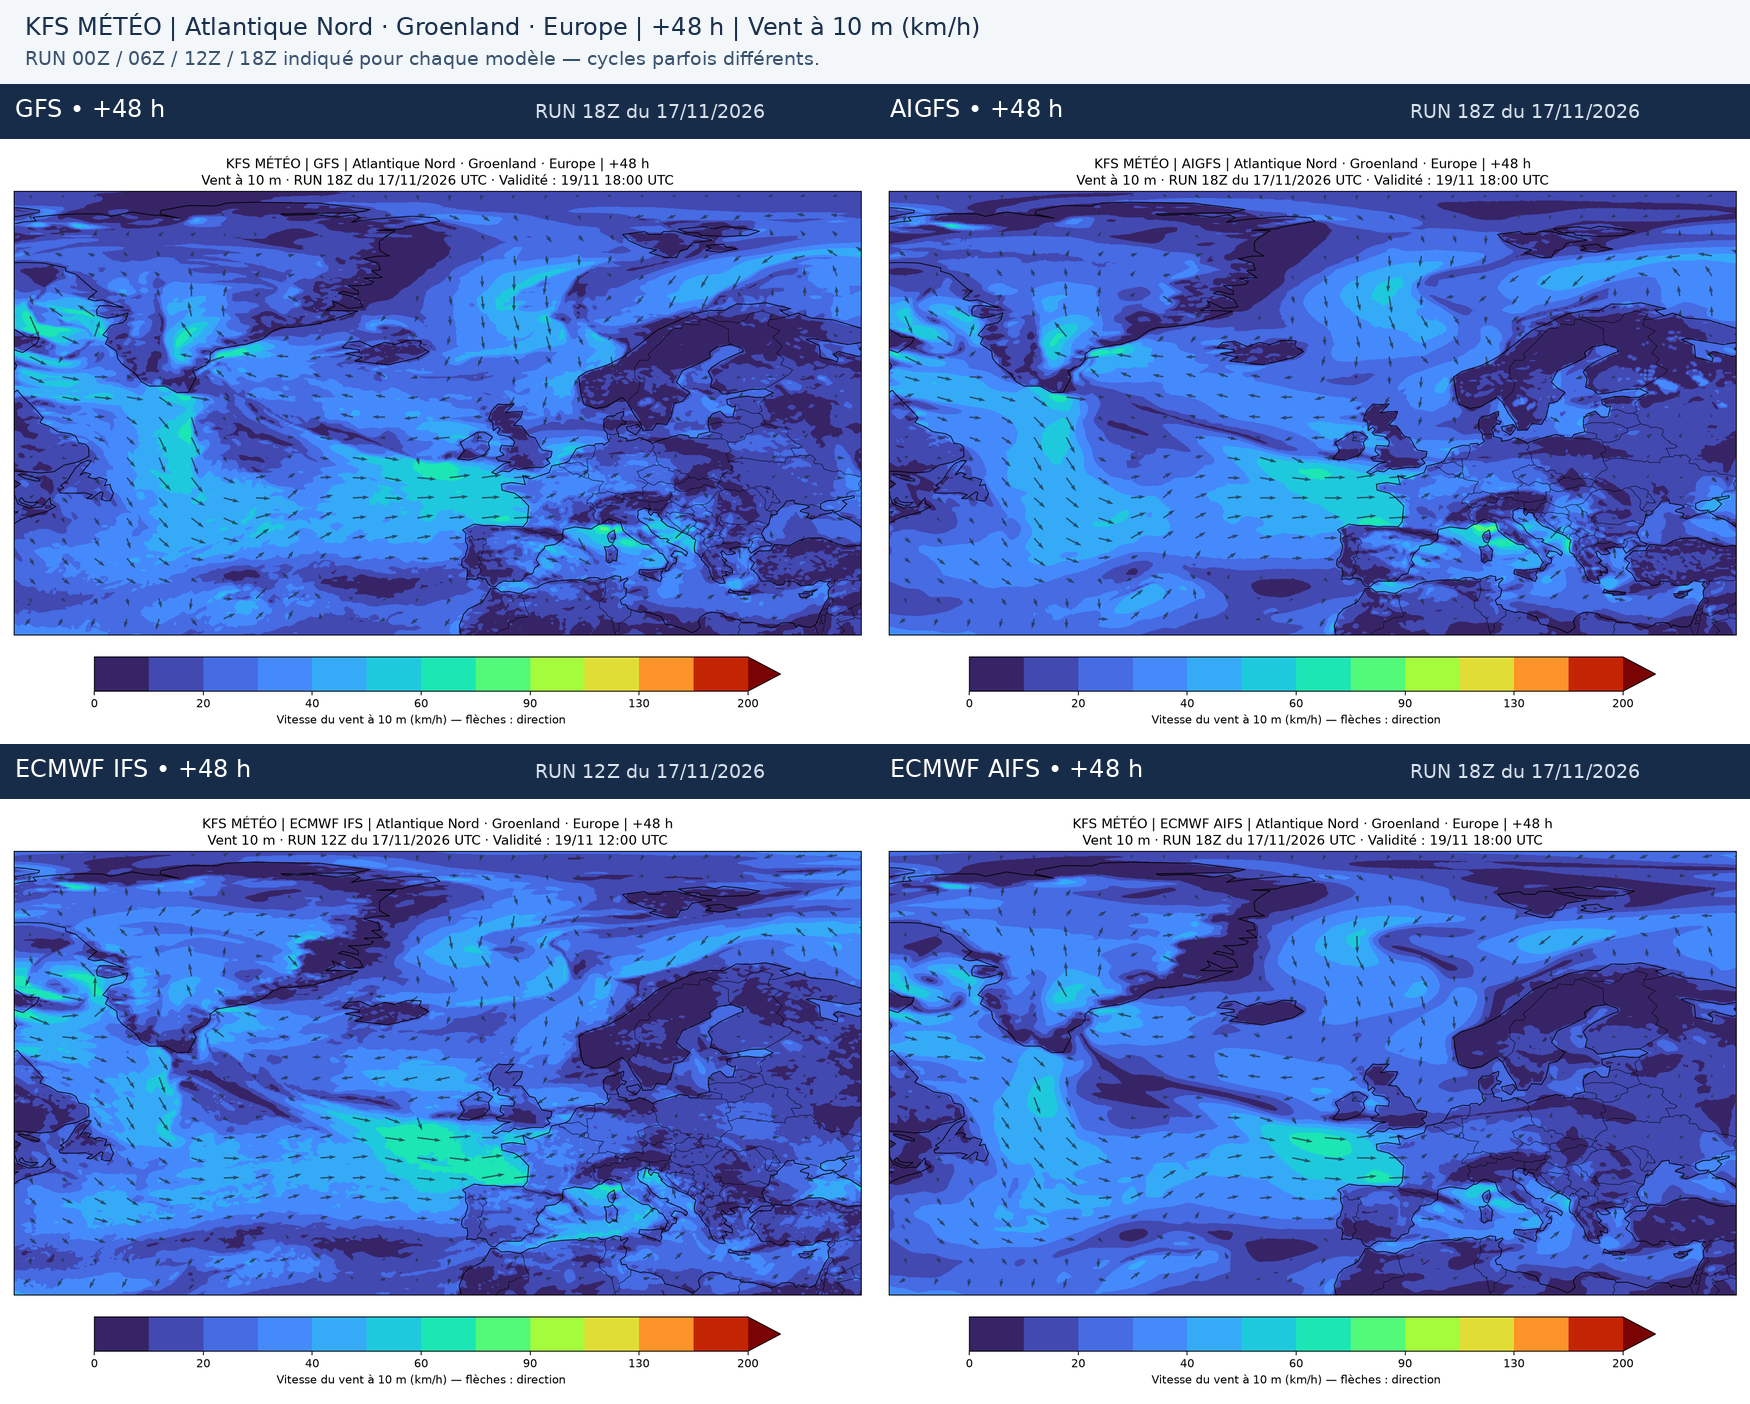 KFS MÉTÉO | Atlantique Nord · Groenland · Europe | +48 h | Vent à 10 m (km/h)
RUN 00Z / 06Z / 12Z / 18Z indiqué pour chaque modèle — cycles parfois différents.
GFS • +48 h
RUN 18Z du 17/11/2026
KFS MÉTÉO | GFS | Atlantique Nord · Groenland · Europe | +48 h
Vent à 10 m · RUN 18Z du 17/11/2026 UTC · Validité : 19/11 18:00 UTC
0 20 40 60 90 130 200
Vitesse du vent à 10 m (km/h) — flèches : direction
AIGFS • +48 h
RUN 18Z du 17/11/2026
KFS MÉTÉO | AIGFS | Atlantique Nord · Groenland · Europe | +48 h
Vent à 10 m · RUN 18Z du 17/11/2026 UTC · Validité : 19/11 18:00 UTC
0 20 40 60 90 130 200
Vitesse du vent à 10 m (km/h) — flèches : direction
ECMWF IFS • +48 h
RUN 12Z du 17/11/2026
KFS MÉTÉO | ECMWF IFS | Atlantique Nord · Groenland · Europe | +48 h
Vent 10 m · RUN 12Z du 17/11/2026 UTC · Validité : 19/11 12:00 UTC
0 20 40 60 90 130 200
Vitesse du vent à 10 m (km/h) — flèches : direction
ECMWF AIFS • +48 h
RUN 18Z du 17/11/2026
KFS MÉTÉO | ECMWF AIFS | Atlantique Nord · Groenland · Europe | +48 h
Vent 10 m · RUN 18Z du 17/11/2026 UTC · Validité : 19/11 18:00 UTC
0 20 40 60 90 130 200
Vitesse du vent à 10 m (km/h) — flèches : direction